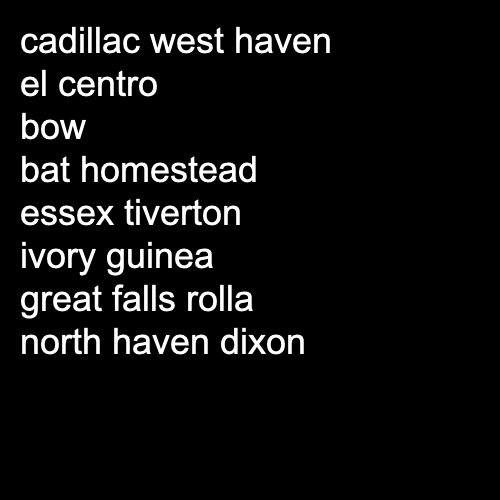 cadillac west haven
el centro
bow
bat homestead
essex tiverton
ivory guinea
great falls rolla
north haven dixon